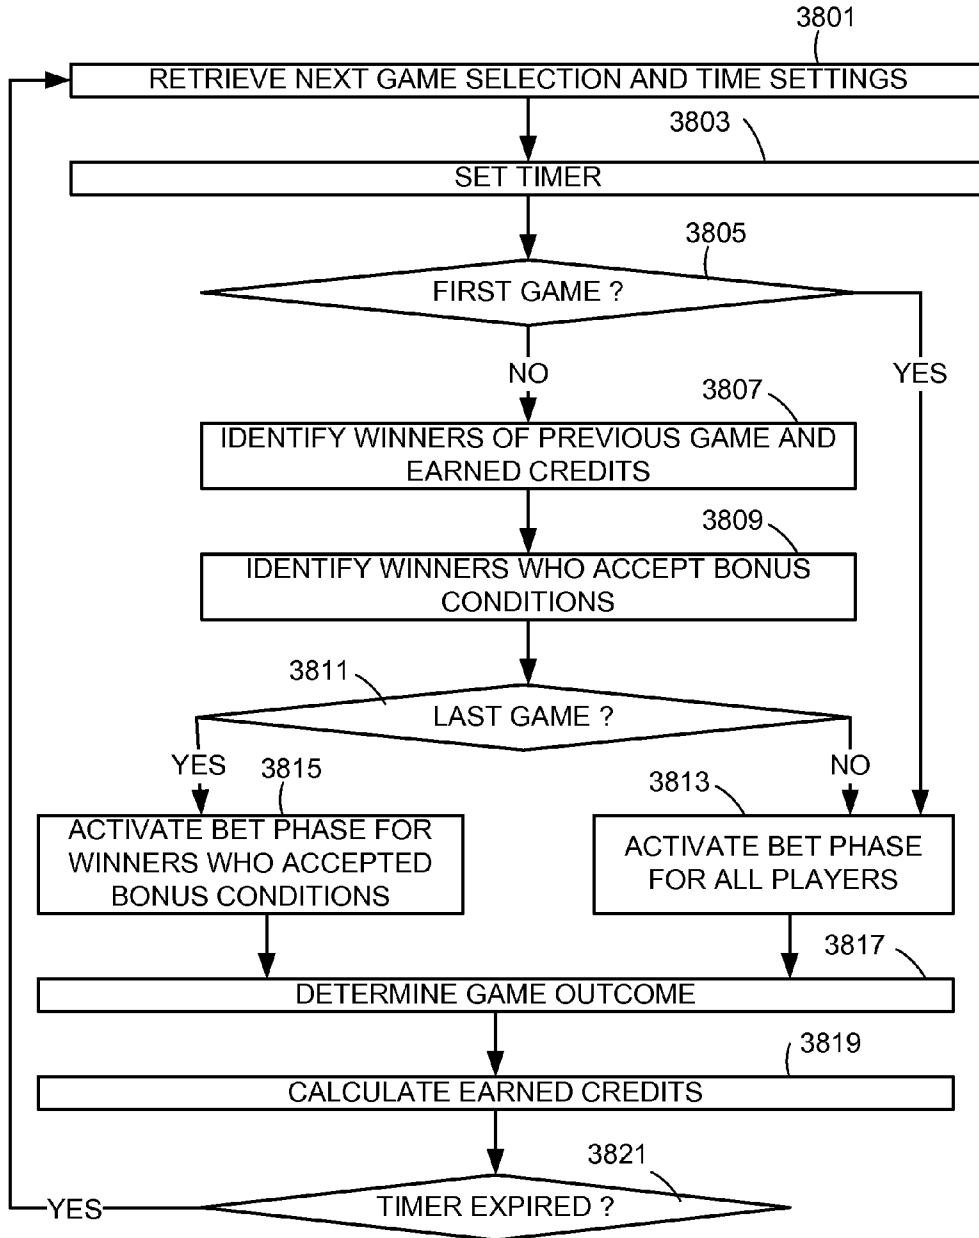 3801
RETRIEVE NEXT GAME SELECTION AND TIME SETTINGS
3803
SET TIMER
3805
FIRST GAME ?
NO
YES
3807
IDENTIFY WINNERS OF PREVIOUS GAME AND
EARNED CREDITS
3809
IDENTIFY WINNERS WHO ACCEPT BONUS
CONDITIONS
3811
LAST GAME ?
YES
NO
3815
3813
ACTIVATE BET PHASE FOR
WINNERS WHO ACCEPTED
BONUS CONDITIONS
ACTIVATE BET PHASE
FOR ALL PLAYERS
3817
DETERMINE GAME OUTCOME
3819
CALCULATE EARNED CREDITS
3821
TIMER EXPIRED ?
YES